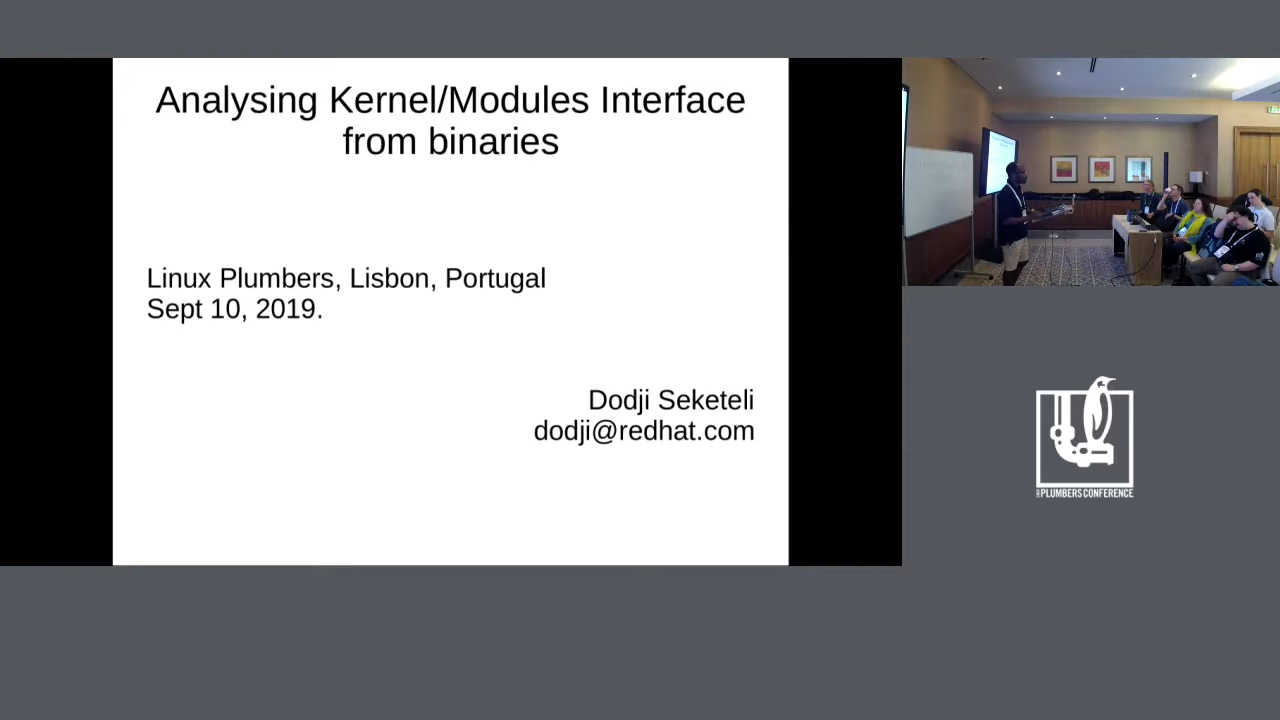 Analysing Kernel/Modules Interface
from binaries
Linux Plumbers, Lisbon, Portugal
Sept 10, 2019.
Dodji Seketeli
dodji@redhat.com
PLUMBERS CONFERENCE